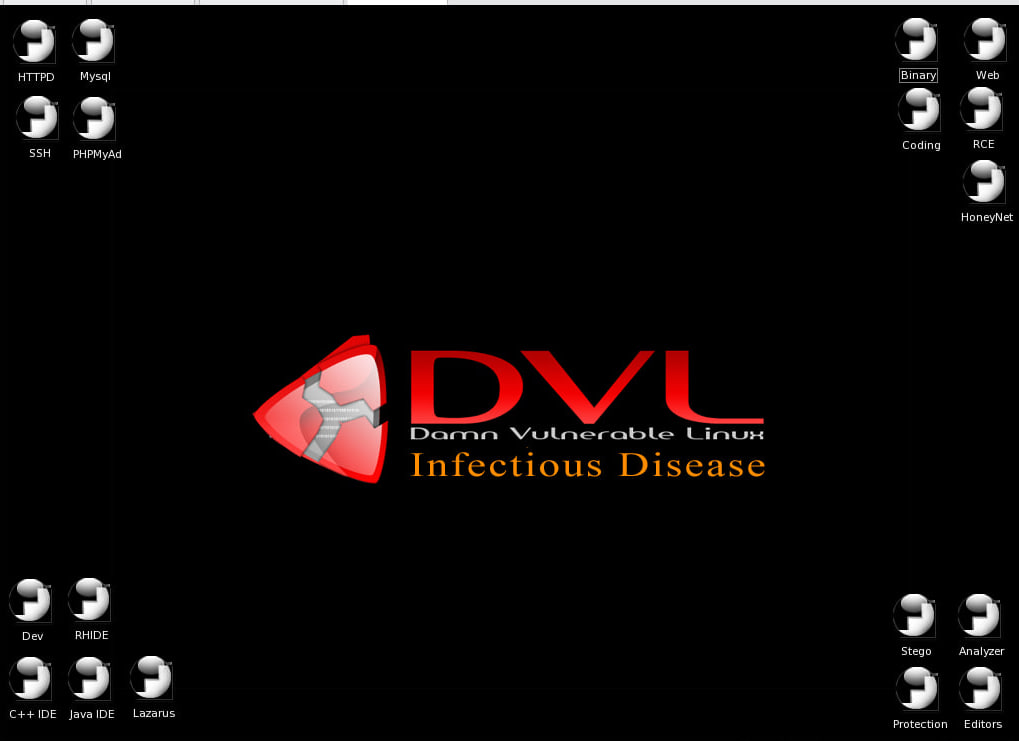 HTTPD
Mysql
Binary
Web
SSH
PHPMyAd
Coding
RCE
HoneyNet
DVL
Damn Vulnerable Linux
Infectious Disease
Dev
RHIDE
Stego
Analyzer
C++ IDE
Java IDE
Lazarus
Protection
Editors